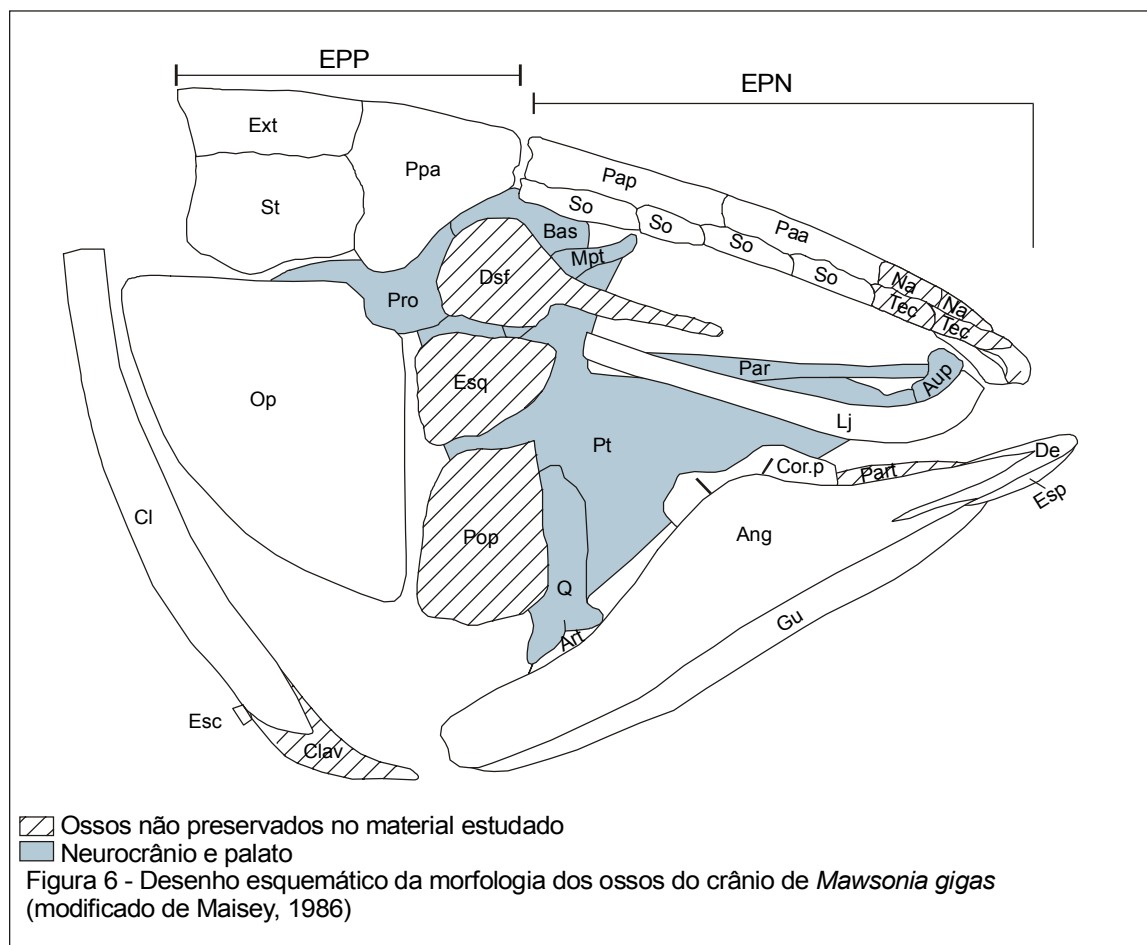 EPP
EPN
Ext
Ppa
St
Pap
So
So
So
So
Paa
Na
Na
Tec
Tec
Bas
Mpt
Dsf
Pro
Par
Aup
Esq
Lj
Op
Pt
Cor.p
Part
De
Esp
Cl
Ang
Pop
Q
Gu
Art
Esc
Clav
Ossos não preservados no material estudado
Neurocrânio e palato
Figura 6 - Desenho esquemático da morfologia dos ossos do crânio de Mawsonia gigas
(modificado de Maisey, 1986)